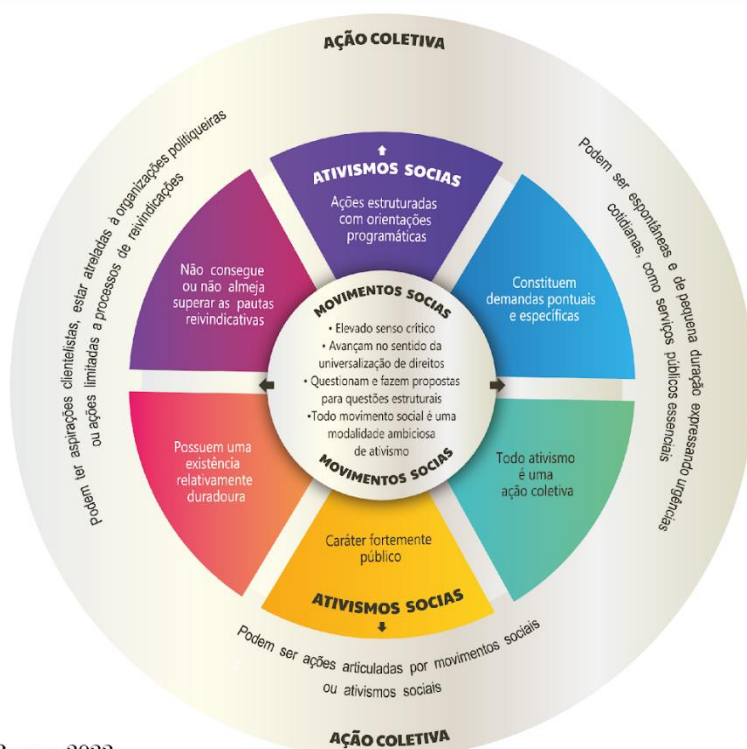 AÇÃO COLETIVA
Podem ter aspirações clientelistas, estar atreladas à organizações politiqueiras
ou ações limitadas a processos de reivindicações
Podem ser espontâneas e de pequena duração expressando urgências
cotidianas, como serviços públicos essenciais
ATIVISMOS SOCIAS
Ações estruturadas
com orientações
programáticas
Não consegue
ou não almeja
superar as pautas
reivindicativas
Constituem
demandas pontuais
e específicas
MOVIMENTOS SOCIAS
• Elevado senso crítico
• Avançam no sentido da
universalização de direitos
• Questionam e fazem propostas
para questões estruturais
•Todo movimento social é uma
modalidade ambiciosa
de ativismo
MOVIMENTOS SOCIAS
Possuem uma
existência
relativamente
duradoura
Todo ativismo
é uma
ação coletiva
Caráter fortemente
público
ATIVISMOS SOCIAS
Podem ser ações articuladas por movimentos sociais
ou ativismos sociais
AÇÃO COLETIVA
2022